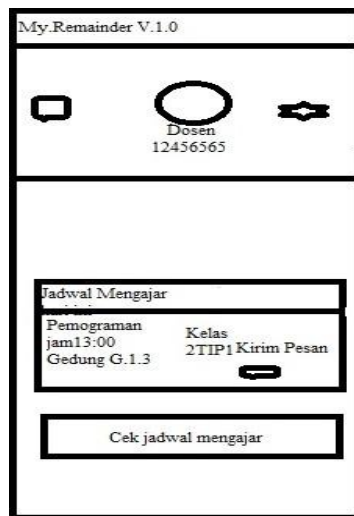 My.Remainder V.1.0
Dosen
12456565
Jadwal Mengajar
Pemograman
jam13:00
Gedung G.1.3
Kelas
2TIP1
Kirim Pesan
Cek jadwal mengajar